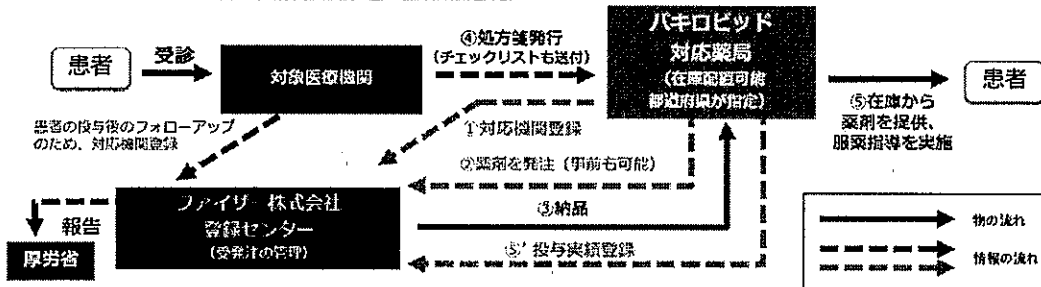 患者
受診
対象医療機関
④処方箋発行
(チェックリストも送付)
パキロビッド
対応薬局
(在庫配置可能
都道府県が指定)
患者
⑤在庫から
薬剤を提供、
服薬指導を実施
患者の投与後のフォローアップ
のため、対応機関登録
①対応機関登録
②薬剤を発注(事前も可能)
ファイザー株式会社
登録センター
(受発注の管理)
③納品
⑤’投与実績登録
報告
厚労省
物の流れ
情報の流れ